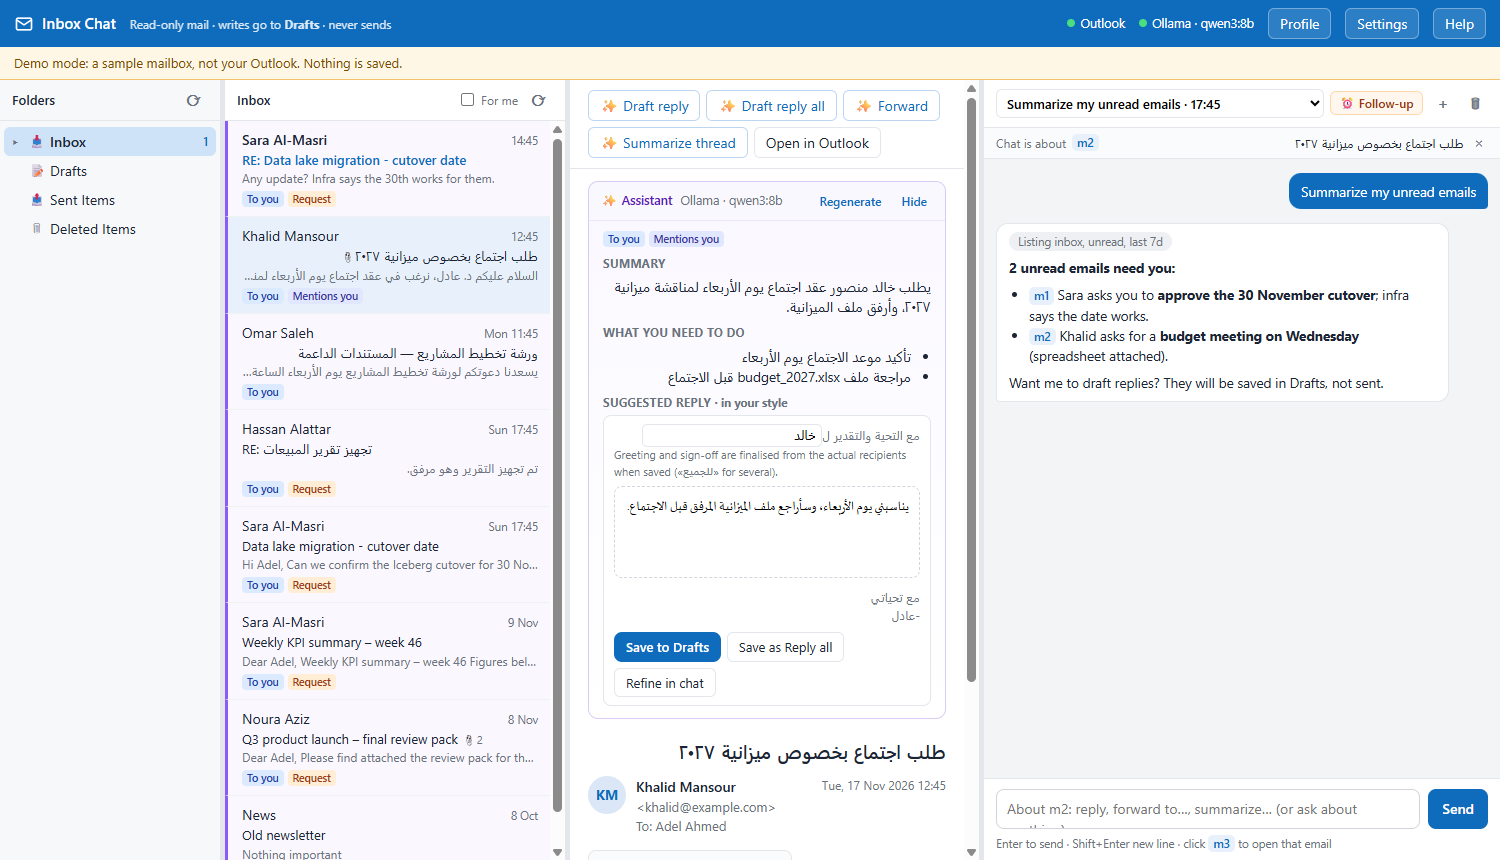 Inbox Chat
Read-only mail · writes go to Drafts · never sends
Outlook
Ollama · qwen3:8b
Profile
Settings
Help
Demo mode: a sample mailbox, not your Outlook. Nothing is saved.
Folders
Inbox
1
Drafts
Sent Items
Deleted Items
Inbox
For me
Sara Al-Masri
14:45
RE: Data lake migration - cutover date
Any update? Infra says the 30th works for them.
To you
Request
Khalid Mansour
12:45
طلب اجتماع بخصوص ميزانية ٢٠٢٧
السلام عليكم د. عادل، نرغب في عقد اجتماع يوم الأربعاء لمنا...
To you
Mentions you
Omar Saleh
Mon 11:45
ورشة تخطيط المشاريع — المستندات الداعمة
يسعدنا دعوتكم لورشة تخطيط المشاريع يوم الأربعاء الساعة...
To you
Hassan Alattar
Sun 17:45
RE: تجهيز تقرير المبيعات
تم تجهيز التقرير وهو مرفق.
To you
Request
Sara Al-Masri
Sun 17:45
Data lake migration - cutover date
Hi Adel, Can we confirm the Iceberg cutover for 30 No...
To you
Request
Sara Al-Masri
9 Nov
Weekly KPI summary – week 46
Dear Adel, Weekly KPI summary – week 46 Figures bel...
To you
Request
Noura Aziz
8 Nov
Q3 product launch – final review pack
2
Dear Adel, Please find attached the review pack for th...
To you
Request
News
8 Oct
Old newsletter
Nothing important
Draft reply
Draft reply all
Forward
Summarize thread
Open in Outlook
Assistant
Ollama · qwen3:8b
Regenerate
Hide
To you
Mentions you
SUMMARY
يطلب خالد منصور عقد اجتماع يوم الأربعاء لمناقشة ميزانية
٢٠٢٧، وأرفق ملف الميزانية.
WHAT YOU NEED TO DO
• تأكيد موعد الاجتماع يوم الأربعاء
• مراجعة ملف budget_2027.xlsx قبل الاجتماع
SUGGESTED REPLY · in your style
مع التحية والتقدير ل
خالد
Greeting and sign-off are finalised from the actual recipients
when saved («للجميع» for several).
يناسبني يوم الأربعاء، وسأراجع ملف الميزانية المرفق قبل الاجتماع.
مع تحياتي
-عادل
Save to Drafts
Save as Reply all
Refine in chat
طلب اجتماع بخصوص ميزانية ٢٠٢٧
KM
Khalid Mansour
Tue, 17 Nov 2026 12:45
<khalid@example.com>
To: Adel Ahmed
Summarize my unread emails · 17:45
Follow-up
+
Chat is about
m2
طلب اجتماع بخصوص ميزانية ٢٠٢٧
×
Summarize my unread emails
Listing inbox, unread, last 7d
2 unread emails need you:
• m1 Sara asks you to approve the 30 November cutover; infra
says the date works.
• m2 Khalid asks for a budget meeting on Wednesday
(spreadsheet attached).
Want me to draft replies? They will be saved in Drafts, not sent.
About m2: reply, forward to..., summarize... (or ask about
Send
Enter to send · Shift+Enter new line · click m3 to open that email